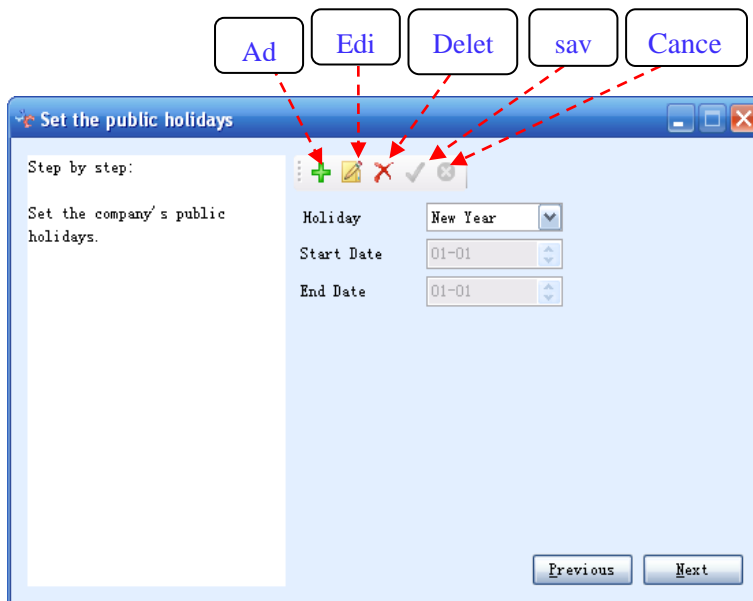 Ad
Edi
Delet
sav
Cance
Set the public holidays
Step by step:
Set the company's public
holidays.
Holiday
New Year
Start Date
01-01
End Date
01-01
Previous
Next